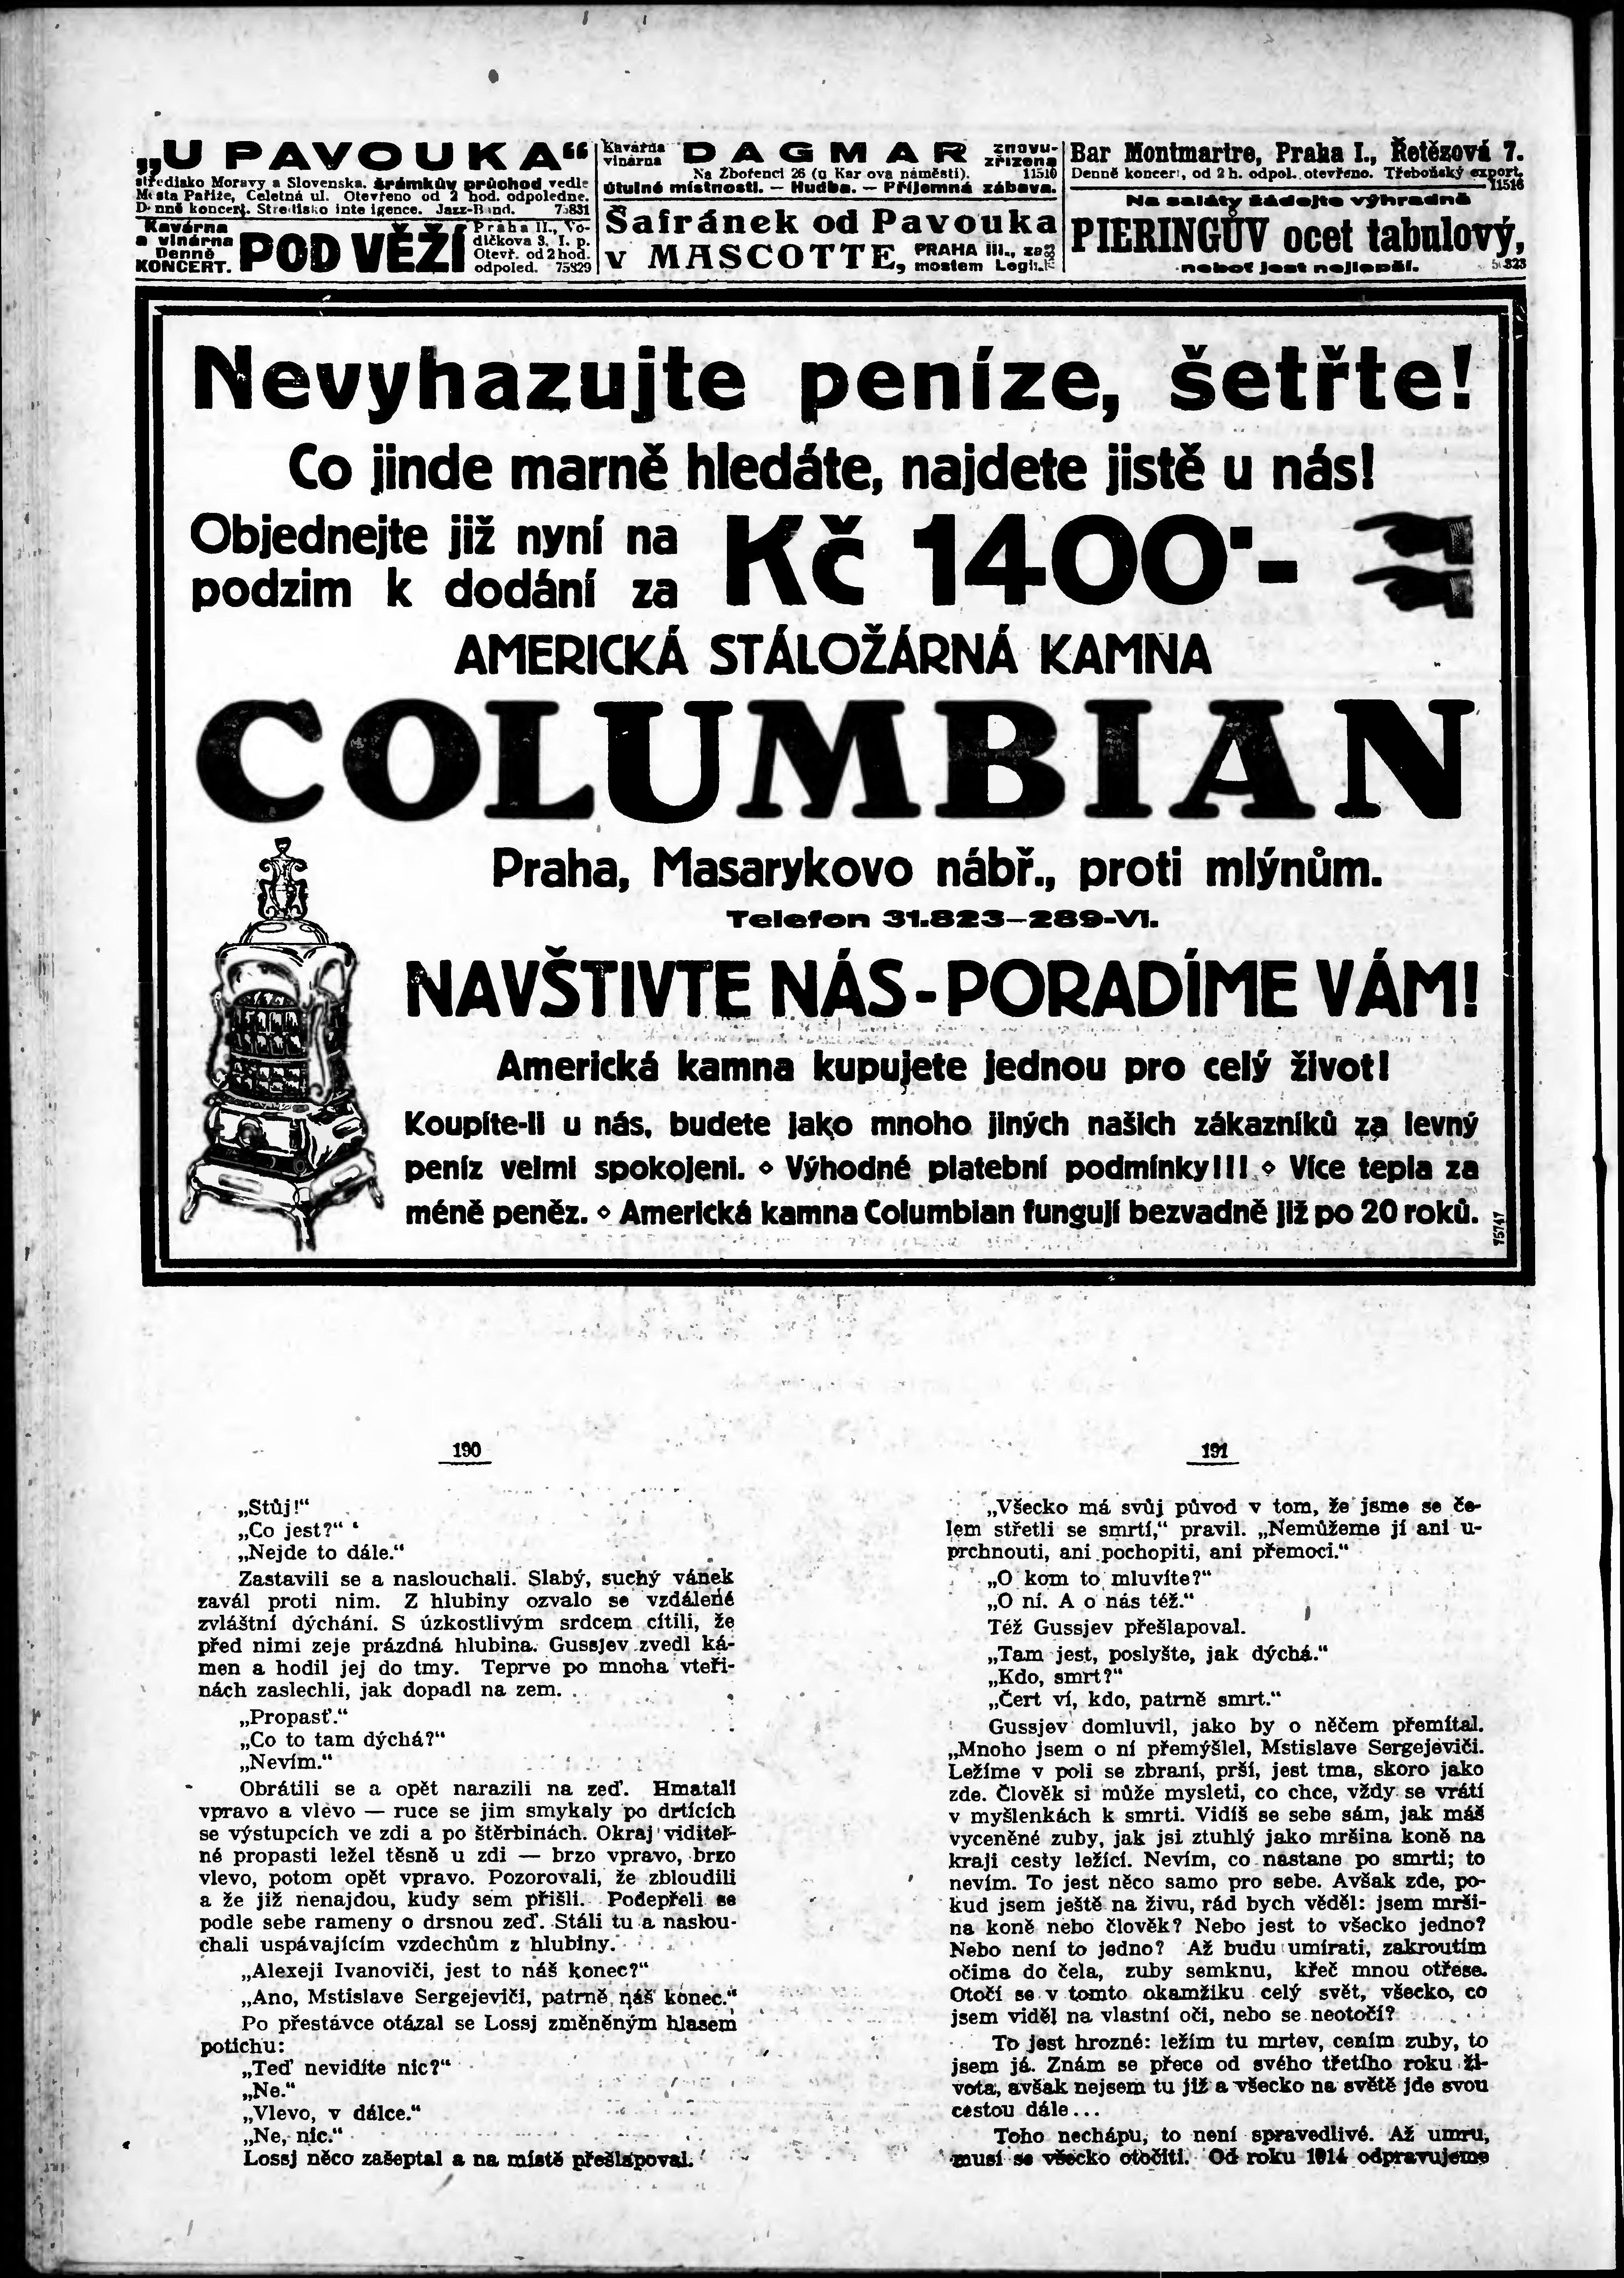 „U PAVOUKA“
středisko Moravy a Slovenska, šrámkův průchod vedle
Města Paříže, Celetná ul. Otevřeno od 2 hod. odpoledne.
Denně koncert. Středisko inteligence. Jazz-Band. 75831
Kavárna
a vinárna
Denně
KONCERT.
POD VĚŽÍ
Praha II., Vo-
dičkova 3, I. p.
Otevř. od 2 hod.
odpoled. 75829
Kavárna
vinárna
DAGMAR
znovu-
zřízena
Na Zbořenci 26 (u Karlova náměstí). 11510
Útulné místnosti. — Hudba. — Příjemná zábava.
Šafránek od Pavouka
v MASCOTTE, PRAHA III., za
mostem Legií.
Bar Montmartre, Praha I., Řetězová 7.
Denně koncert, od 2 h. odpol. otevřeno. Třeboňský export.
11516
Na saláty žádejte výhradně
PIERINGŮV ocet tabulový,
neboť jest nejlepší.
Nevyhazujte peníze, šetřte!
Co jinde marně hledáte, najdete jistě u nás!
Objednejte již nyní na
podzim k dodání za
Kč 1400·-
AMERICKÁ STÁLOŽÁRNÁ KAMNA
COLUMBIAN
Praha, Masarykovo nábř., proti mlýnům.
Telefon 31.823—289-VI.
NAVŠTIVTE NÁS - PORADÍME VÁM!
Americká kamna kupujete jednou pro celý život!
Koupíte-li u nás, budete jako mnoho jiných našich zákazníků za levný
peníz velmi spokojeni. ⋄ Výhodné platební podmínky!!! ⋄ Více tepla za
méně peněz. ⋄ Americká kamna Columbian fungují bezvadně již po 20 roků.
75747
190
„Stůj!“
„Co jest?“
„Nejde to dále.“
Zastavili se a naslouchali. Slabý, suchý vánek
zavál proti nim. Z hlubiny ozvalo se vzdálené
zvláštní dýchání. S úzkostlivým srdcem cítili, že
před nimi zeje prázdná hlubina. Gussjev zvedl ká-
men a hodil jej do tmy. Teprve po mnoha vteři-
nách zaslechli, jak dopadl na zem.
„Propasť.“
„Co to tam dýchá?“
„Nevím.“
Obrátili se a opět narazili na zeď. Hmatali
vpravo a vlevo — ruce se jim smykaly po drtících
se výstupcích ve zdi a po štěrbinách. Okraj viditeľ-
né propasti ležel těsně u zdi — brzo vpravo, brzo
vlevo, potom opět vpravo. Pozorovali, že zbloudili
a že již nenajdou, kudy sem přišli. Podepřeli se
podle sebe rameny o drsnou zeď. Stáli tu a naslou-
chali uspávajícím vzdechům z hlubiny.
„Alexeji Ivanoviči, jest to náš konec?“
„Ano, Mstislave Sergejeviči, patrně náš konec.“
Po přestávce otázal se Lossj změněným hlasem
potichu:
„Teď nevidíte nic?“
„Ne.“
„Vlevo, v dálce.“
„Ne, nic.“
Lossj něco zašeptal a na místě přešlapoval.
191
„Všecko má svůj původ v tom, že jsme se če-
lem střetli se smrtí,“ pravil. „Nemůžeme jí ani u-
prchnouti, ani pochopiti, ani přemoci.“
„O kom to mluvíte?“
„O ní. A o nás též.“
Též Gussjev přešlapoval.
„Tam jest, poslyšte, jak dýchá.“
„Kdo, smrt?“
„Čert ví, kdo, patrně smrt.“
Gussjev domluvil, jako by o něčem přemítal.
„Mnoho jsem o ní přemýšlel, Mstislave Sergejeviči.
Ležíme v poli se zbraní, prší, jest tma, skoro jako
zde. Člověk si může mysleti, co chce, vždy se vrátí
v myšlenkách k smrti. Vidíš se sebe sám, jak máš
vyceněné zuby, jak jsi ztuhlý jako mršina koně na
kraji cesty ležící. Nevím, co nastane po smrti; to
nevím. To jest něco samo pro sebe. Avšak zde, po-
kud jsem ještě na živu, rád bych věděl: jsem mrši-
na koně nebo člověk? Nebo jest to všecko jedno?
Nebo není to jedno? Až budu umírati, zakroutím
očima do čela, zuby semknu, křeč mnou otřese.
Otočí se v tomto okamžiku celý svět, všecko, co
jsem viděl na vlastní oči, nebo se neotočí?
To jest hrozné: ležím tu mrtev, cením zuby, to
jsem já. Znám se přece od svého třetího roku ži-
vota, avšak nejsem tu již a všecko na světě jde svou
cestou dále...
Toho nechápu, to není spravedlivé. Až umru,
musí se všecko otočiti. Od roku 1914 odpravujeme